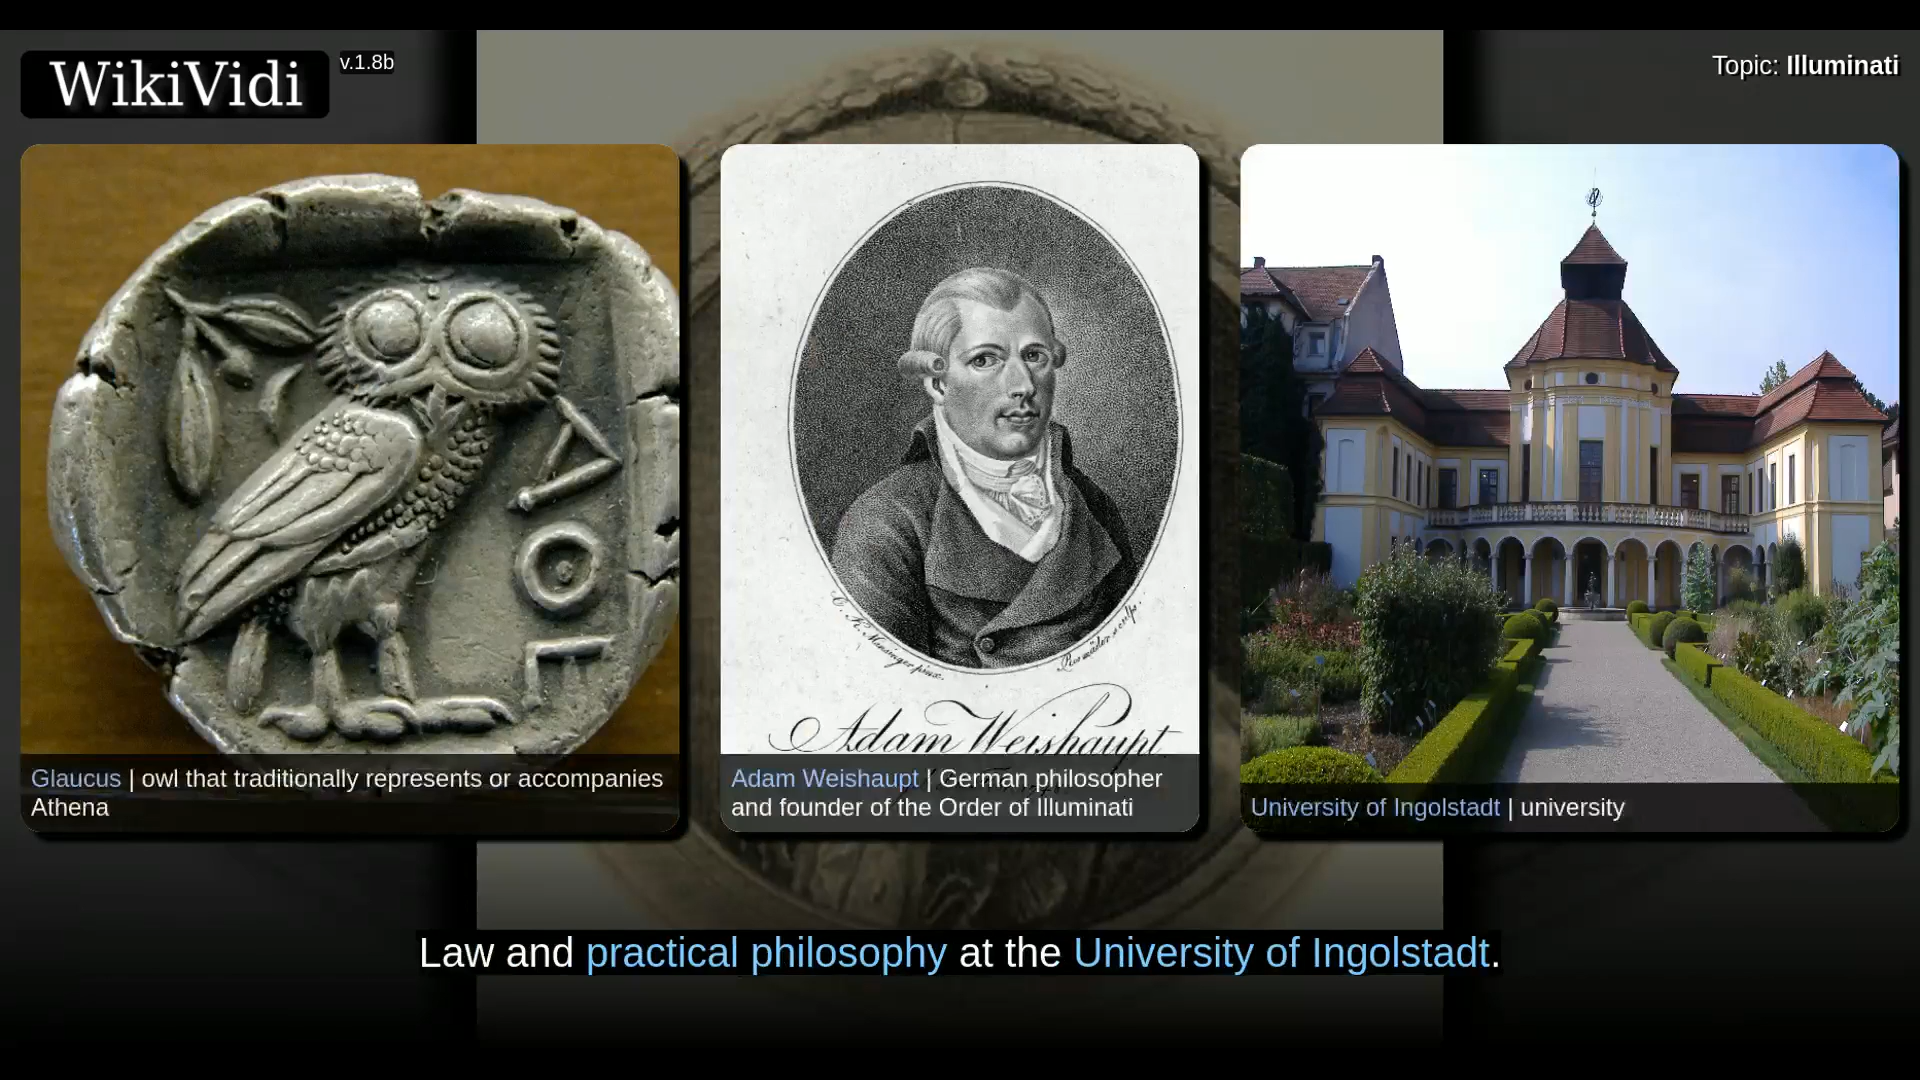 WikiVidi
v.1.8b
Topic: Illuminati
ΑΘΕ
Adam Weishaupt
Glaucus | owl that traditionally represents or accompanies
Athena
Adam Weishaupt | German philosopher
and founder of the Order of Illuminati
University of Ingolstadt | university
Law and practical philosophy at the University of Ingolstadt.